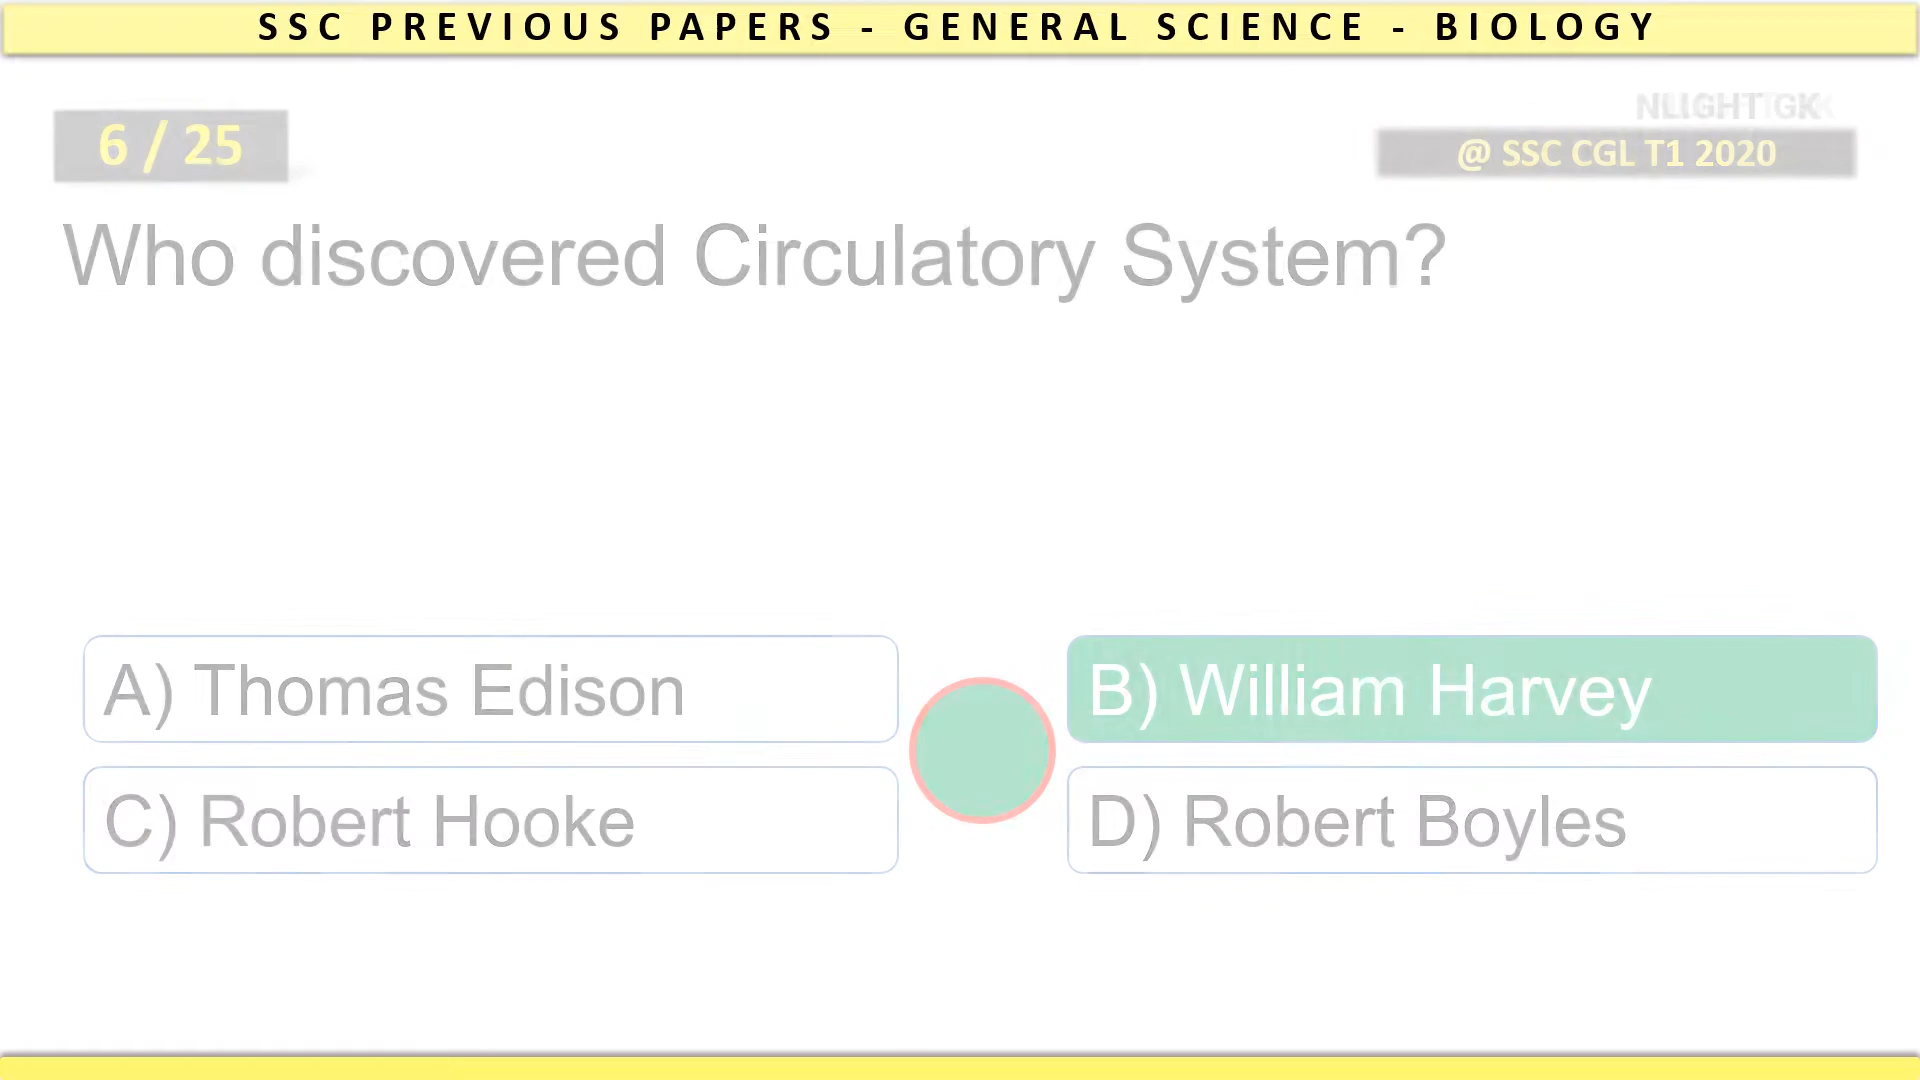 SSC PREVIOUS PAPERS - GENERAL SCIENCE - BIOLOGY
6 / 25
@ SSC CGL T1 2020
Who discovered Circulatory System?
A) Thomas Edison
B) William Harvey
C) Robert Hooke
D) Robert Boyles